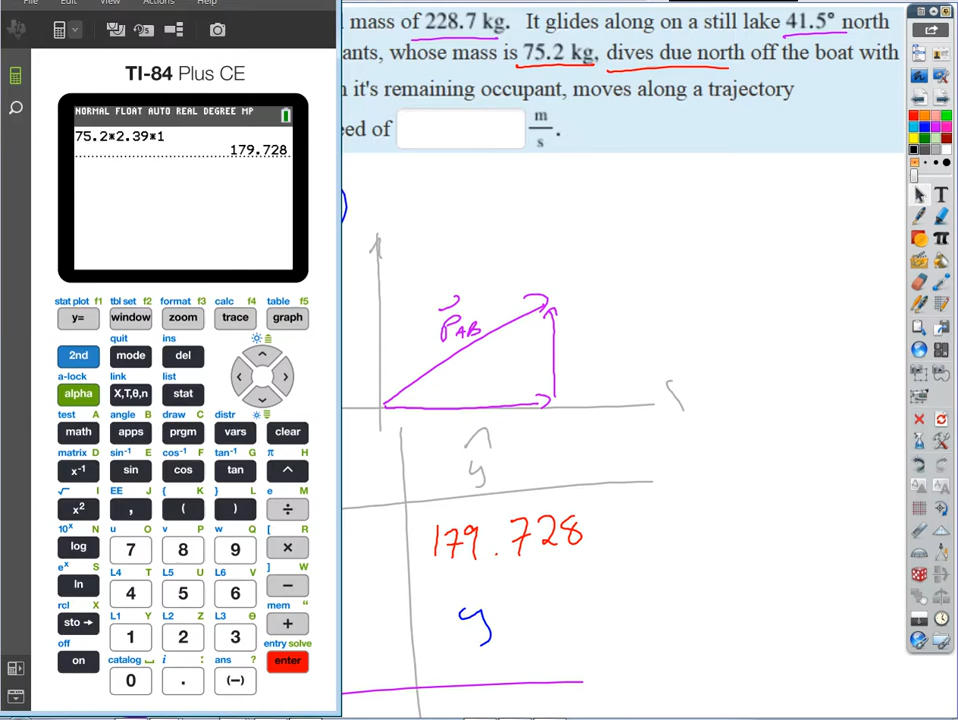 mass of 228.7 kg. It glides along on a still lake 41.5° north
ants, whose mass is 75.2 kg, dives due north off the boat with
it's remaining occupant, moves along a trajectory
eed of
m
s
.
TI-84 Plus CE
NORMAL FLOAT AUTO REAL DEGREE MP
75.2*2.39*1
179.728
stat plot f1 tbl set f2 format f3 calc f4 table f5
y= window zoom trace graph
quit ins
2nd mode del
a-lock link list
alpha X,T,θ,n stat
test A angle B draw C distr
math apps prgm vars clear
matrix D sin⁻¹ E cos⁻¹ F tan⁻¹ G π H
x⁻¹ sin cos tan ^
√ I EE J { K } L e M
x² , ( ) ÷
10ˣ N u O v P w Q [ R
log 7 8 9 ×
eˣ S L4 T L5 U L6 V ] W
ln 4 5 6 −
rcl X L1 Y L2 Z L3 θ mem "
sto→ 1 2 3 +
off catalog i : ans ? entry solve
on 0 . (−) enter
P AB
ŷ
179.728
y
T
π